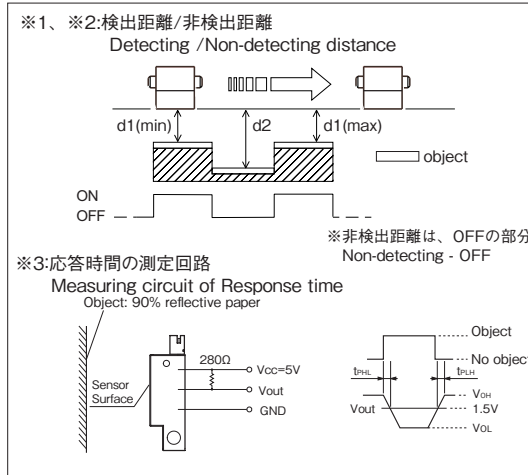 ※1、※2:検出距離/非検出距離
Detecting /Non-detecting distance
d1(min)
d2
d1(max)
object
ON
OFF
※非検出距離は、OFFの部分
Non-detecting - OFF
※3:応答時間の測定回路
Measuring circuit of Response time
Object: 90% reflective paper
280Ω
Vcc=5V
Vout
GND
Sensor
Surface
Object
No object
tPHL
tPLH
Vout
VOH
1.5V
VOL